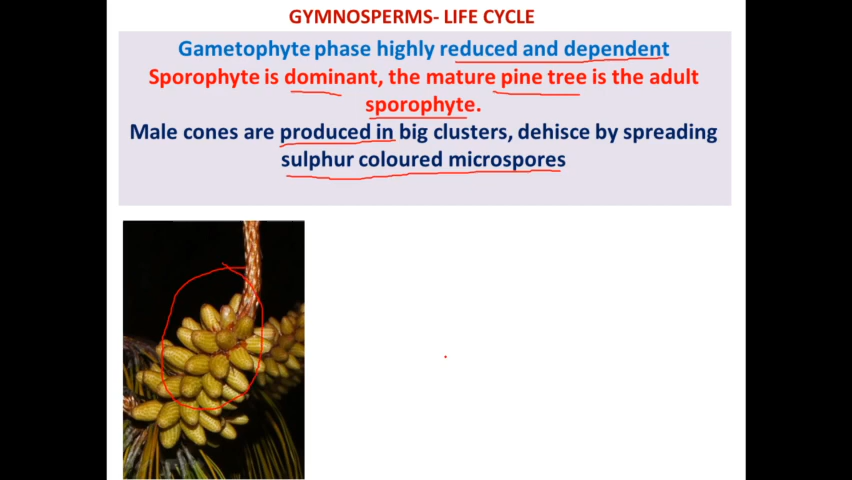 GYMNOSPERMS- LIFE CYCLE
Gametophyte phase highly reduced and dependent
Sporophyte is dominant, the mature pine tree is the adult
sporophyte.
Male cones are produced in big clusters, dehisce by spreading
sulphur coloured microspores